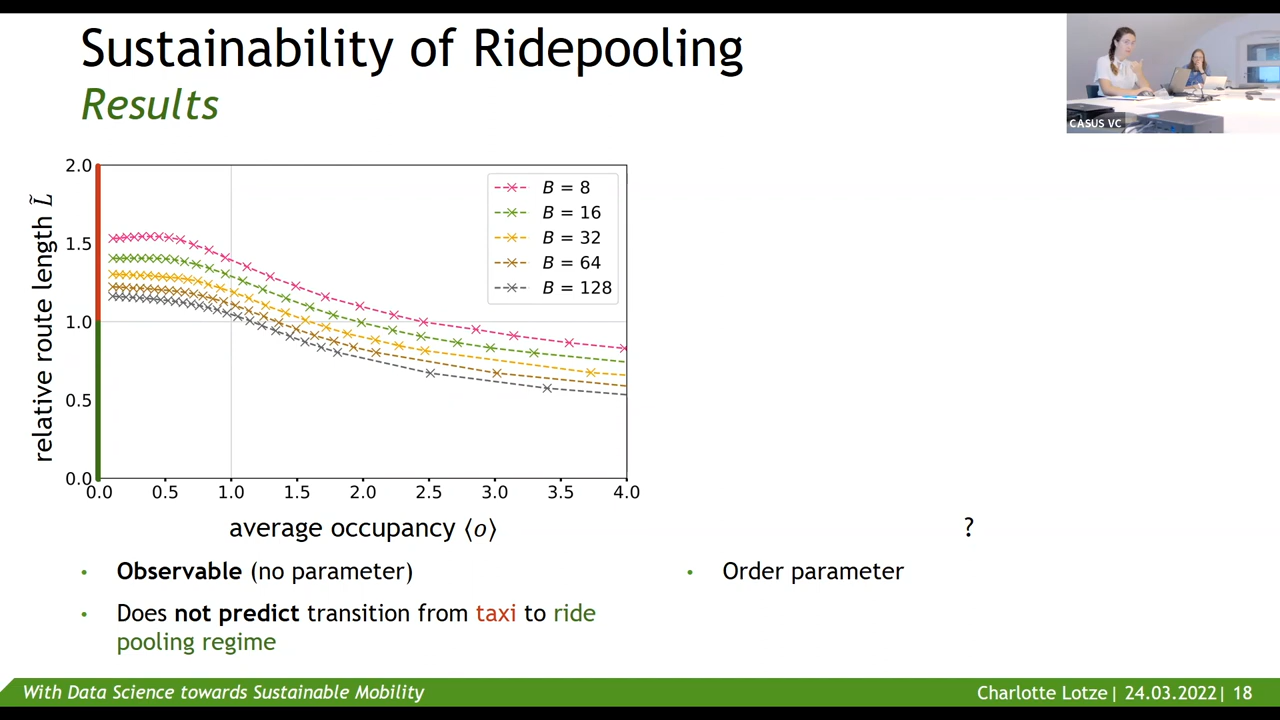 Sustainability of Ridepooling
Results
CASUS VC
relative route length L̃
2.0
1.5
1.0
0.5
0.0
B = 8
B = 16
B = 32
B = 64
B = 128
0.0 0.5 1.0 1.5 2.0 2.5 3.0 3.5 4.0
average occupancy ⟨o⟩
?
• Observable (no parameter)
• Does not predict transition from taxi to ride
pooling regime
• Order parameter
With Data Science towards Sustainable Mobility
Charlotte Lotze| 24.03.2022| 18